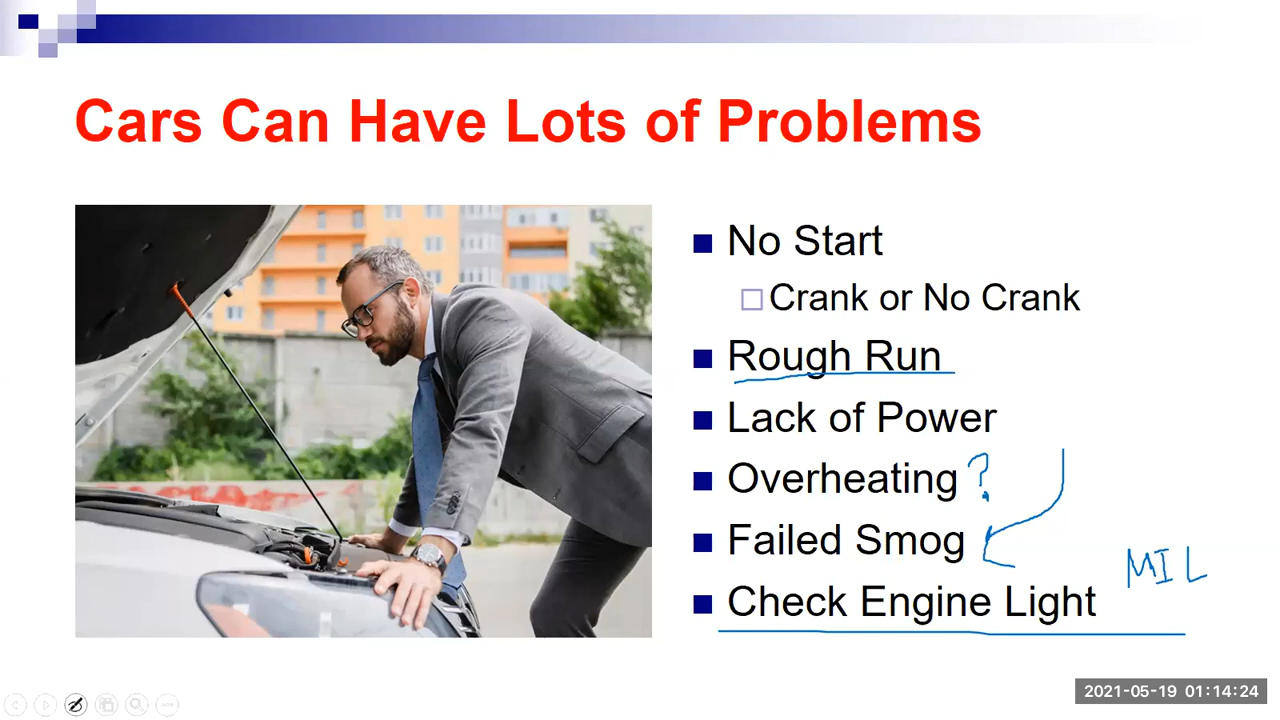 Cars Can Have Lots of Problems
No Start
Crank or No Crank
Rough Run
Lack of Power
Overheating ?
Failed Smog
MIL
Check Engine Light
2021-05-19 01:14:24